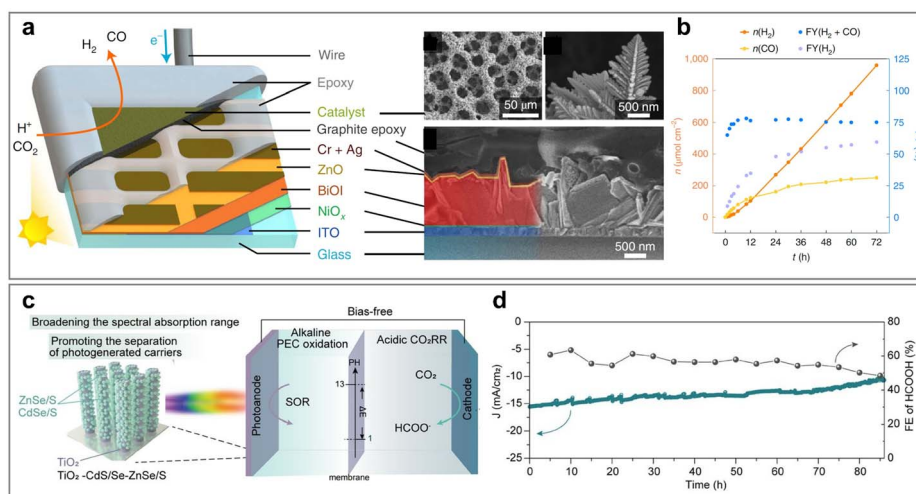 a
H₂
CO
e⁻
H⁺
CO₂
Wire
Epoxy
Catalyst
Graphite epoxy
Cr + Ag
ZnO
BiOI
NiOₓ
ITO
Glass
50 μm
500 nm
500 nm
b
n(H₂)
FY(H₂ + CO)
n(CO)
FY(H₂)
n (μmol cm⁻²)
1,000
800
600
400
200
0
125
100
75
50
25
0
0 12 24 36 48 60 72
t (h)
c
Broadening the spectral absorption range
Promoting the separation
of photogenerated carriers
ZnSe/S
CdSe/S
TiO₂
TiO₂ -CdS/Se-ZnSe/S
Bias-free
Alkaline
PEC oxidation
Acidic CO₂RR
Photoanode
SOR
PH
13
ΔE
1
membrane
CO₂
HCOO⁻
Cathode
d
J (mA/cm²)
0
-5
-10
-15
-20
-25
FE of HCOOH (%)
80
60
40
20
0
0 10 20 30 40 50 60 70 80
Time (h)